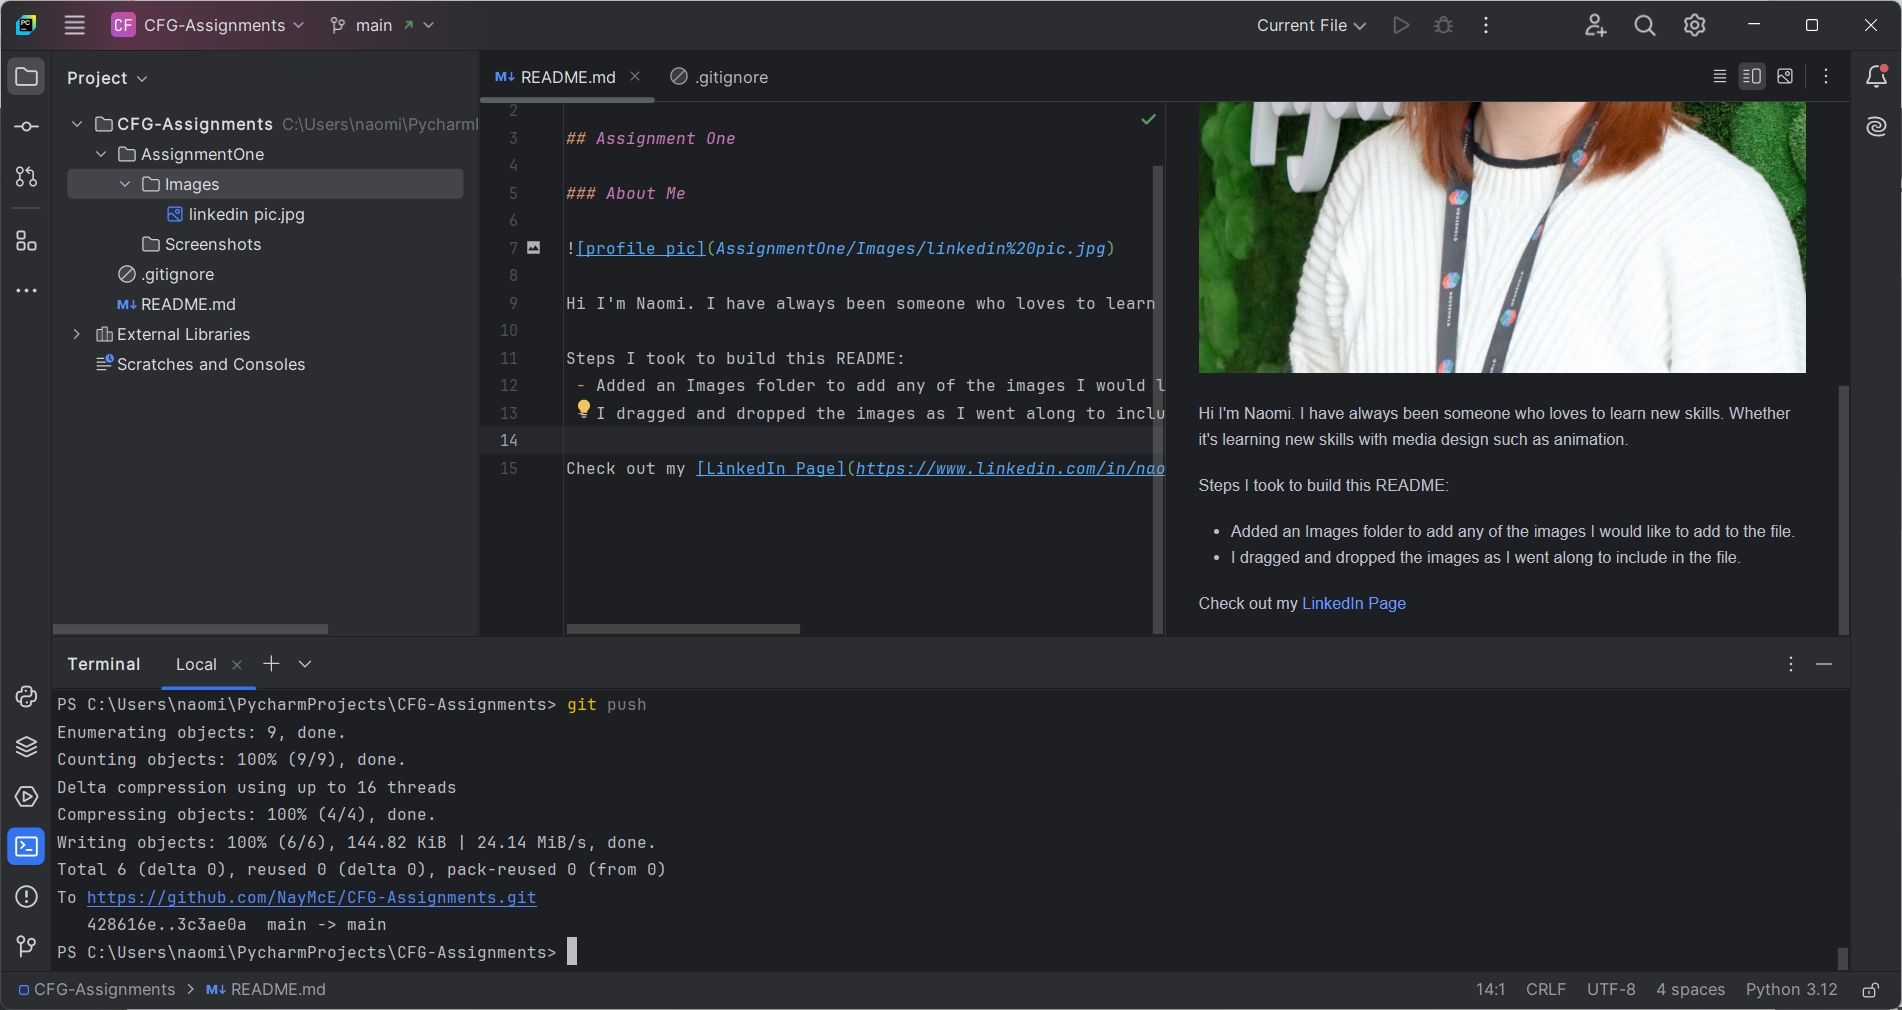 CF CFG-Assignments main Current File
Project
README.md .gitignore
CFG-Assignments C:\Users\naomi\Pycharml
AssignmentOne
Images
linkedin pic.jpg
Screenshots
.gitignore
README.md
External Libraries
Scratches and Consoles
2
3 ## Assignment One
4
5 ### About Me
6
7 ![profile pic](AssignmentOne/Images/linkedin%20pic.jpg)
8
9 Hi I'm Naomi. I have always been someone who loves to learn
10
11 Steps I took to build this README:
12 - Added an Images folder to add any of the images I would l
13 I dragged and dropped the images as I went along to inclu
14
15 Check out my [LinkedIn Page](https://www.linkedin.com/in/nao
Hi I'm Naomi. I have always been someone who loves to learn new skills. Whether
it's learning new skills with media design such as animation.
Steps I took to build this README:
• Added an Images folder to add any of the images I would like to add to the file.
• I dragged and dropped the images as I went along to include in the file.
Check out my LinkedIn Page
Terminal Local
PS C:\Users\naomi\PycharmProjects\CFG-Assignments> git push
Enumerating objects: 9, done.
Counting objects: 100% (9/9), done.
Delta compression using up to 16 threads
Compressing objects: 100% (4/4), done.
Writing objects: 100% (6/6), 144.82 KiB | 24.14 MiB/s, done.
Total 6 (delta 0), reused 0 (delta 0), pack-reused 0 (from 0)
To https://github.com/NayMcE/CFG-Assignments.git
428616e..3c3ae0a main -> main
PS C:\Users\naomi\PycharmProjects\CFG-Assignments>
CFG-Assignments > README.md 14:1 CRLF UTF-8 4 spaces Python 3.12